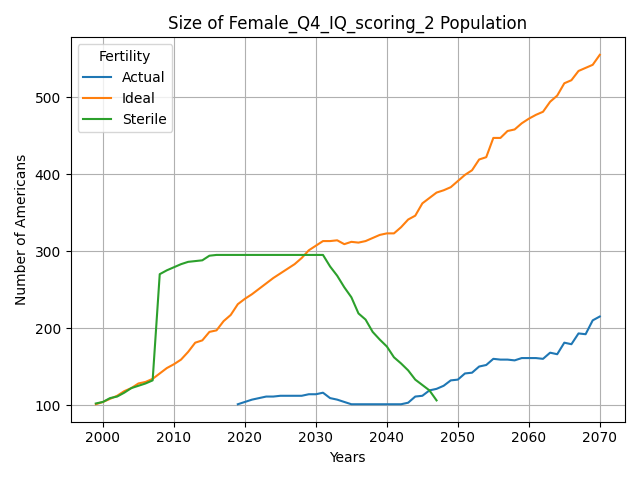 Size of Female_Q4_IQ_scoring_2 Population
Fertility
Actual
Ideal
Sterile
Number of Americans
500
400
300
200
100
2000 2010 2020 2030 2040 2050 2060 2070
Years